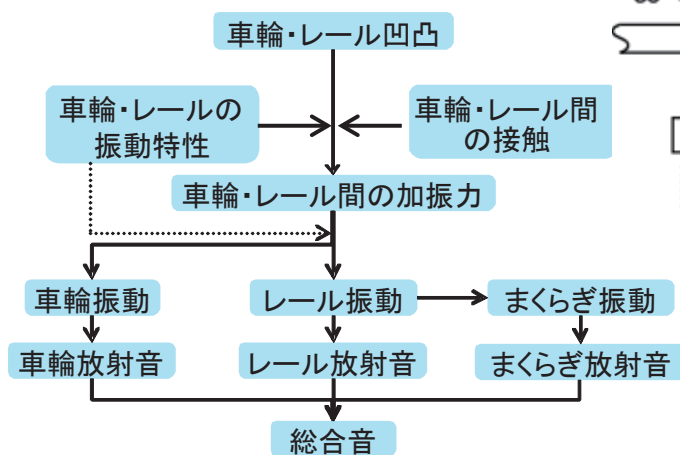 車輪・レール凹凸
車輪・レールの
振動特性
車輪・レール間
の接触
車輪・レール間の加振力
車輪振動
レール振動
まくらぎ振動
車輪放射音
レール放射音
まくらぎ放射音
総合音